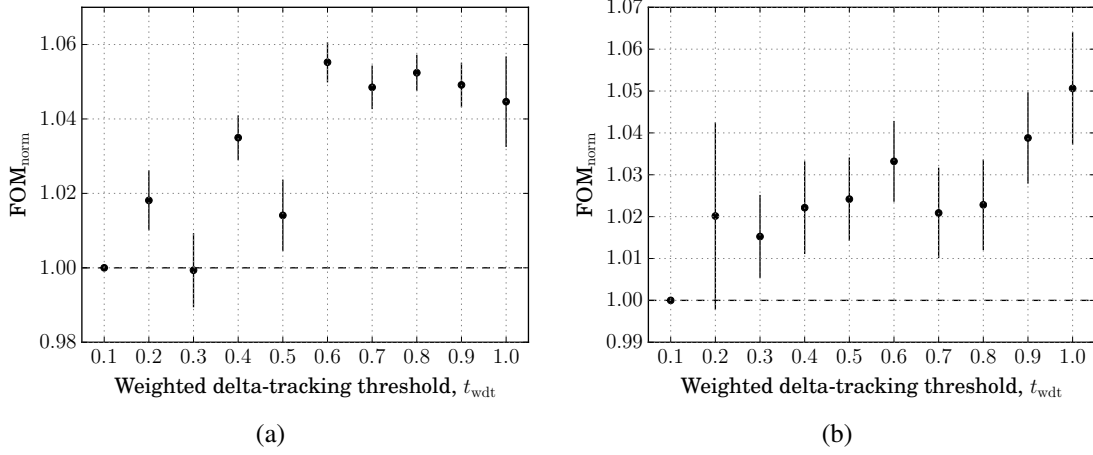 1.06
1.04
1.02
1.00
0.98
FOM_norm
0.1 0.2 0.3 0.4 0.5 0.6 0.7 0.8 0.9 1.0
Weighted delta-tracking threshold, t_wdt
(a)
1.07
1.06
1.05
1.04
1.03
1.02
1.01
1.00
0.99
FOM_norm
0.1 0.2 0.3 0.4 0.5 0.6 0.7 0.8 0.9 1.0
Weighted delta-tracking threshold, t_wdt
(b)